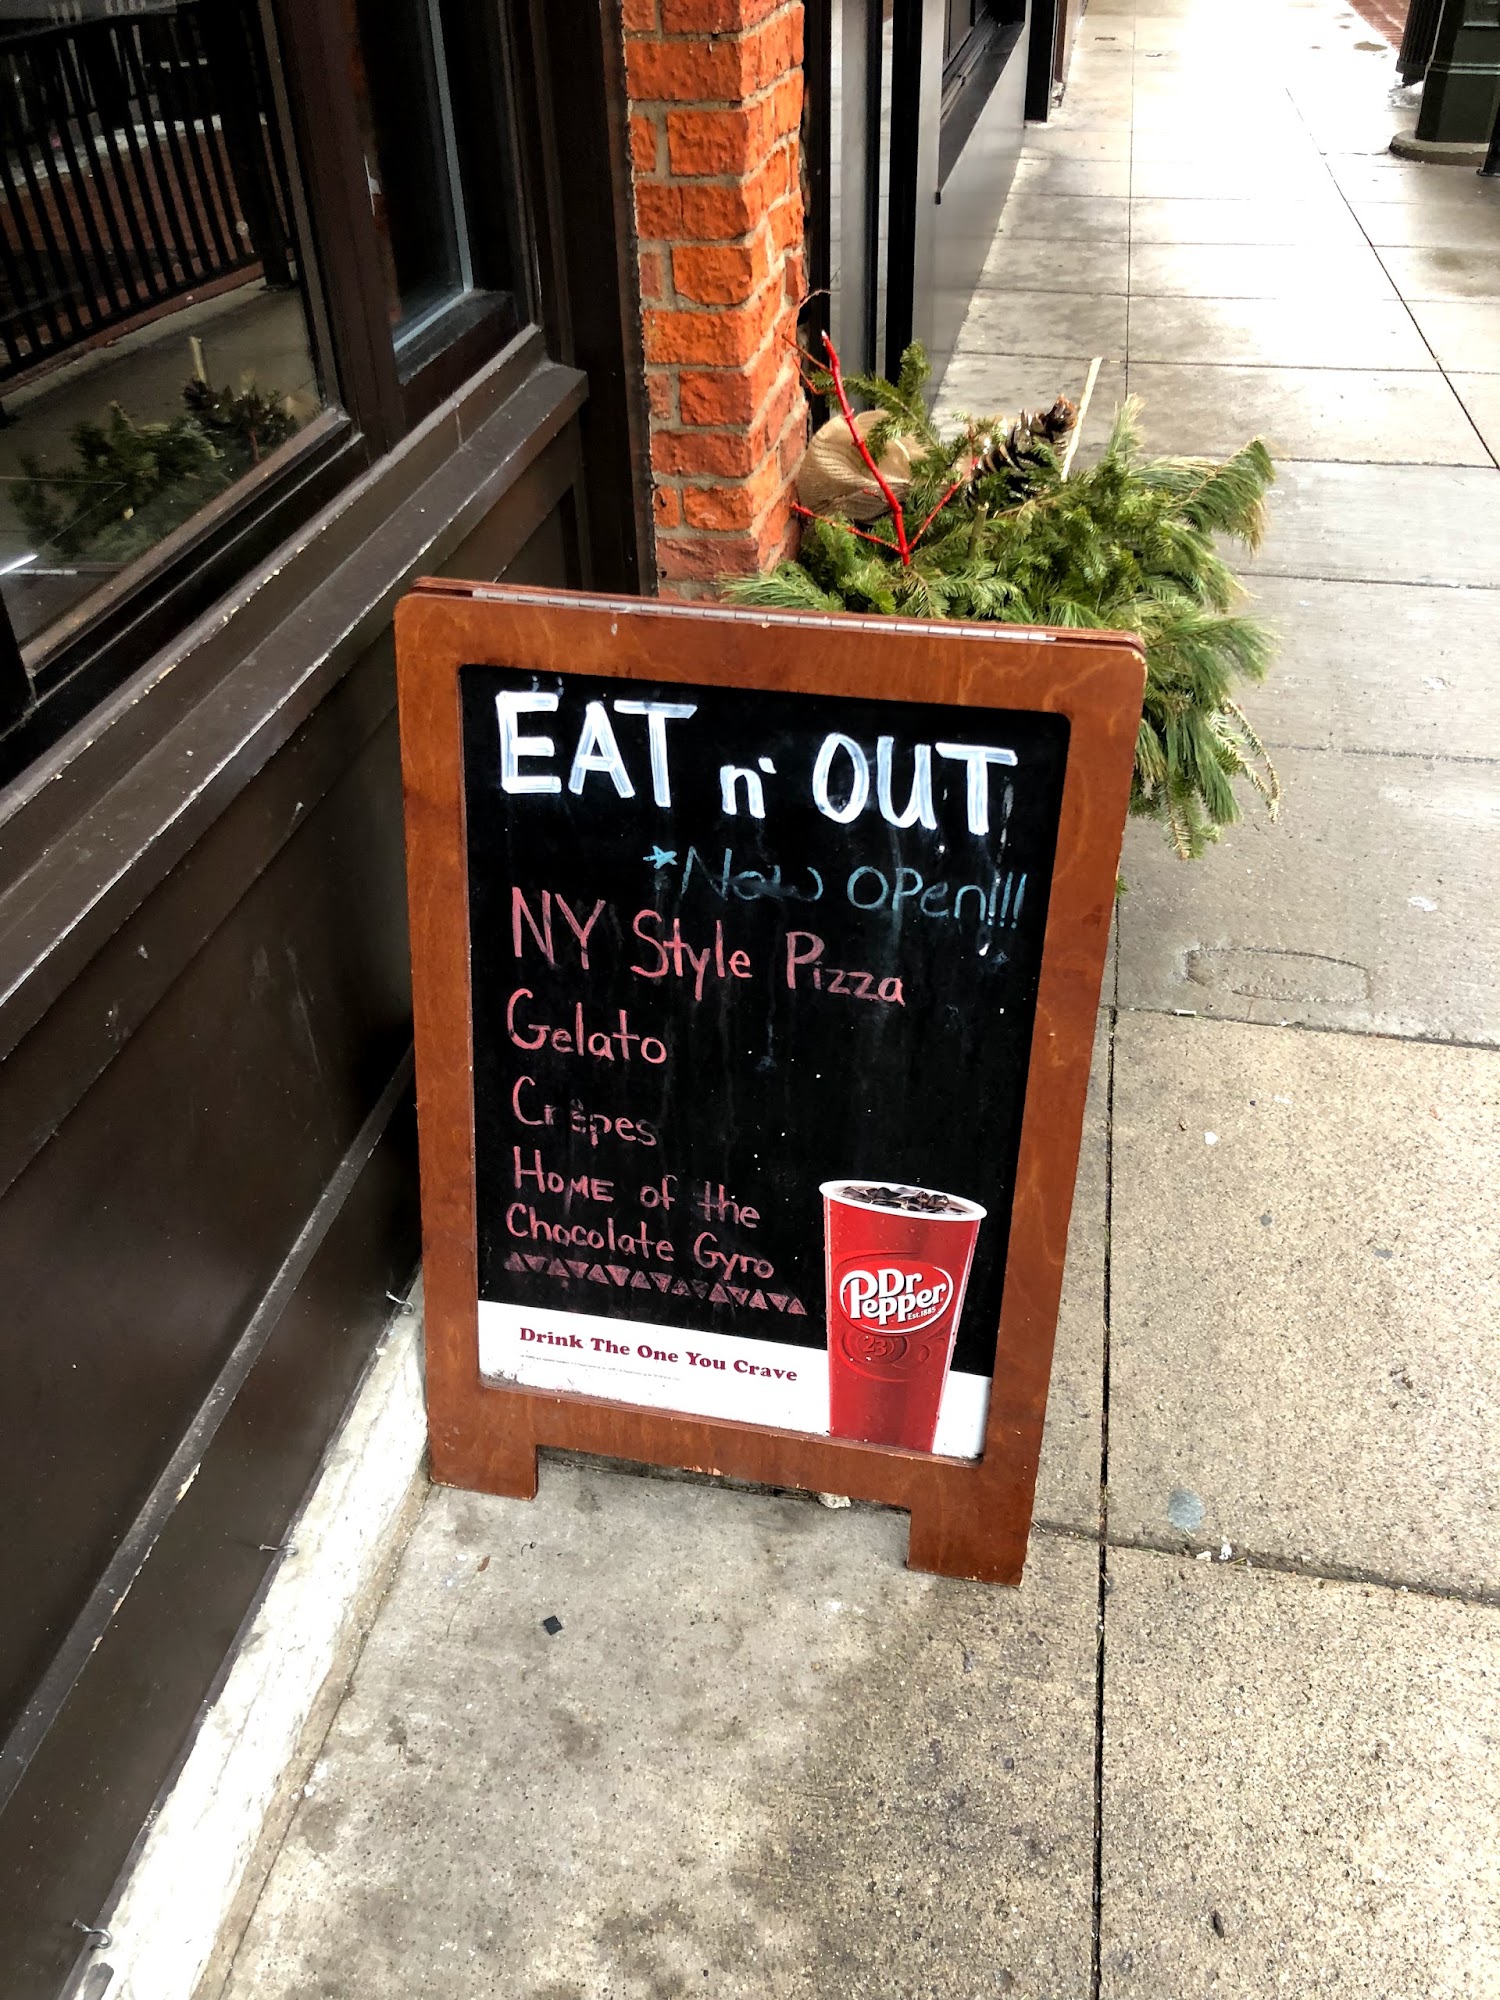 EAT n' OUT
*Now OPen!!!
NY Style Pizza
Gelato
Crêpes
HOME of the
Chocolate Gyro
Drink The One You Crave
Dr
Pepper
Est. 1885
23